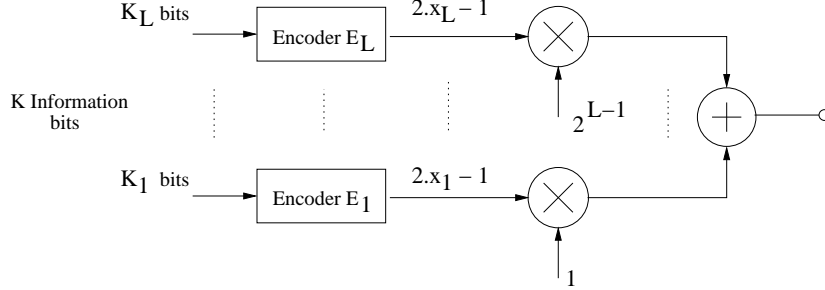 K_L bits
Encoder E_L
2.x_L – 1
2^{L–1}
K Information
bits
K_1 bits
Encoder E_1
2.x_1 – 1
1